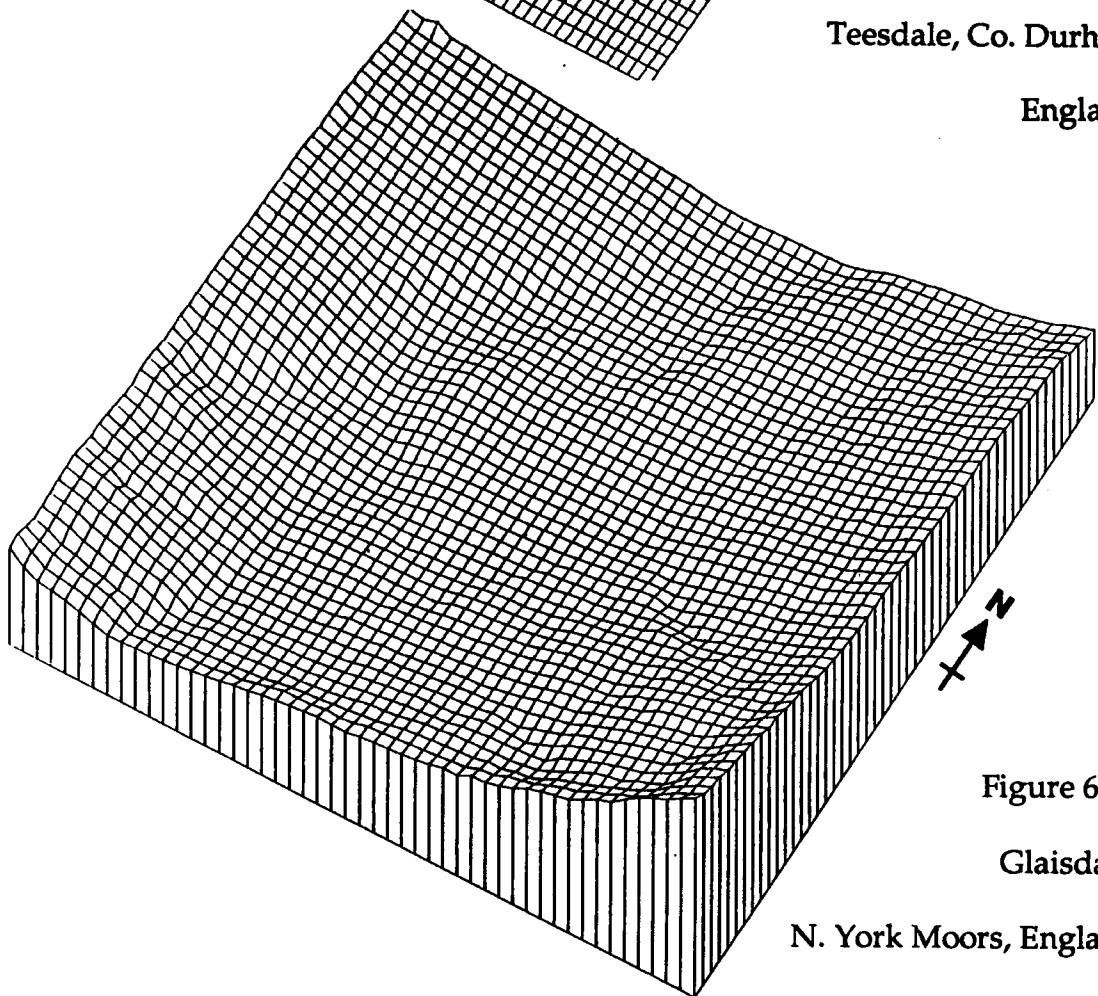 Teesdale, Co. Durh
Engla
N
Figure 6
Glaisda
N. York Moors, Engla